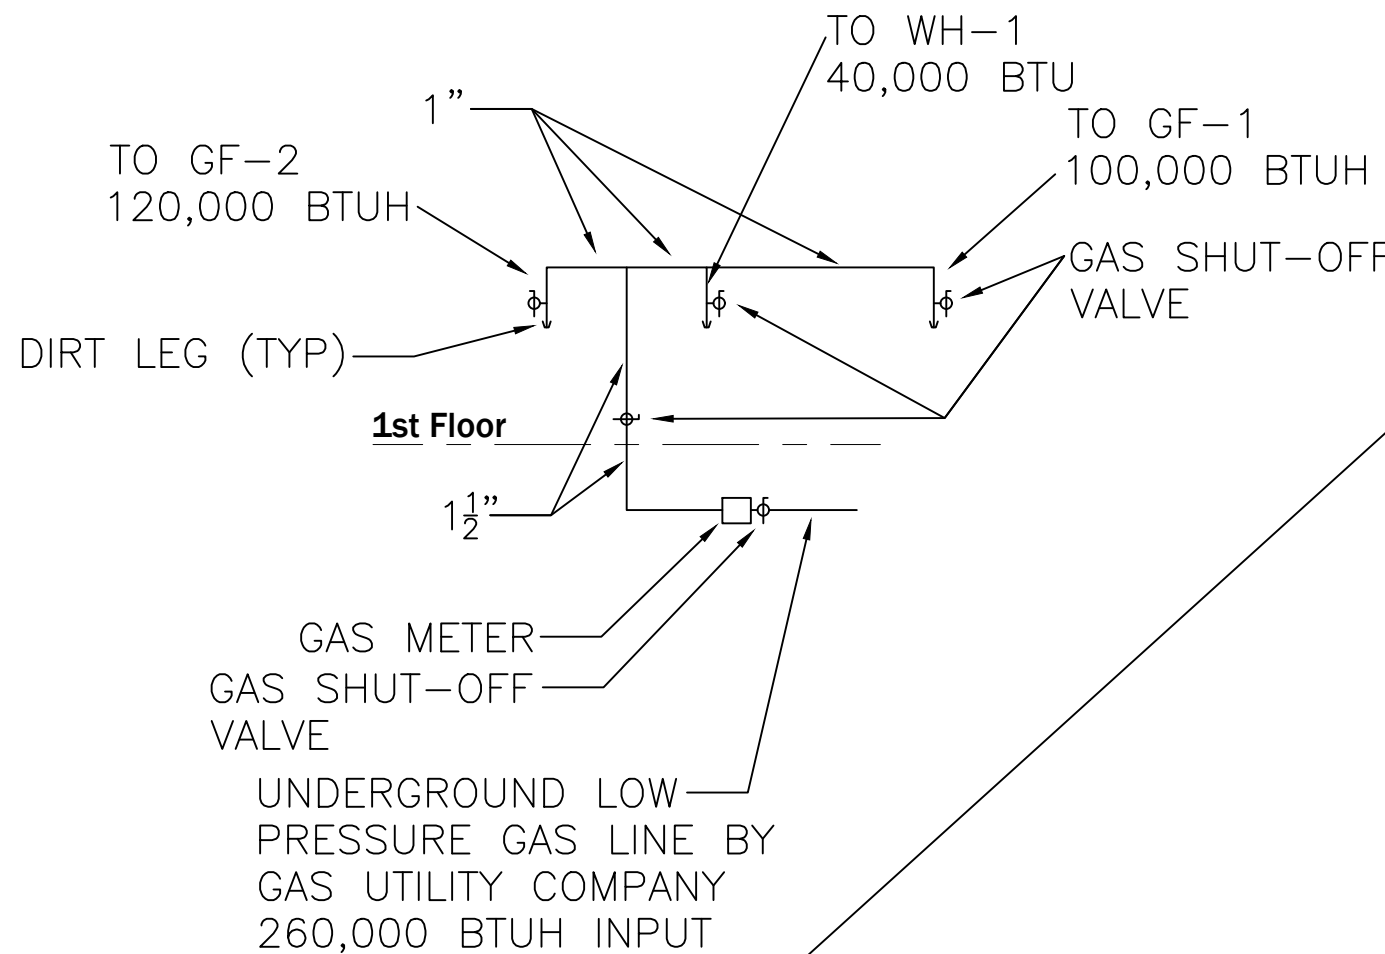 TO WH-1
40,000 BTU
1"
TO GF-1
100,000 BTUH
TO GF-2
120,000 BTUH
GAS SHUT-OFF
VALVE
DIRT LEG (TYP)
1st Floor
1 1/2"
GAS METER
GAS SHUT-OFF
VALVE
UNDERGROUND LOW
PRESSURE GAS LINE BY
GAS UTILITY COMPANY
260,000 BTUH INPUT